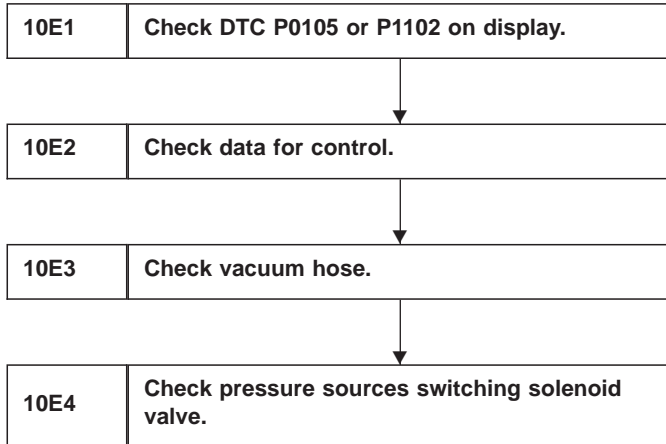 10E1 Check DTC P0105 or P1102 on display.
10E2 Check data for control.
10E3 Check vacuum hose.
10E4 Check pressure sources switching solenoid
valve.